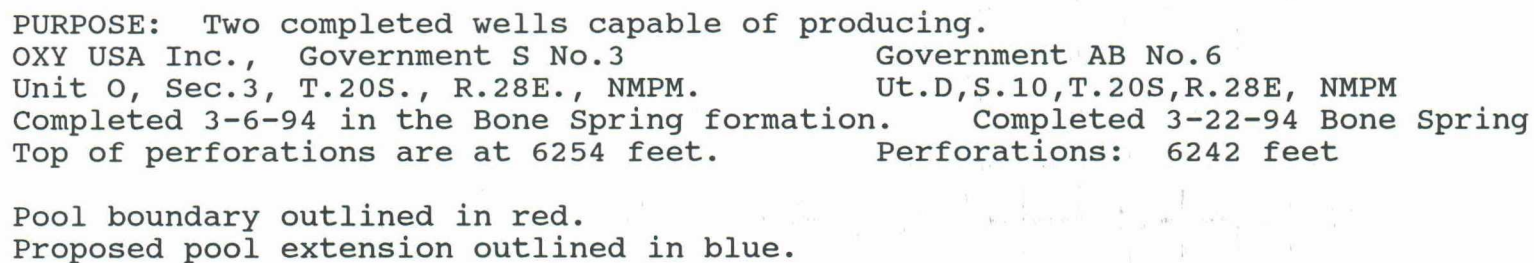 PURPOSE: Two completed wells capable of producing.
OXY USA Inc., Government S No.3 Government AB No.6
Unit O, Sec.3, T.20S., R.28E., NMPM. Ut.D,S.10,T.20S,R.28E, NMPM
Completed 3-6-94 in the Bone Spring formation. Completed 3-22-94 Bone Spring
Top of perforations are at 6254 feet. Perforations: 6242 feet
Pool boundary outlined in red.
Proposed pool extension outlined in blue.